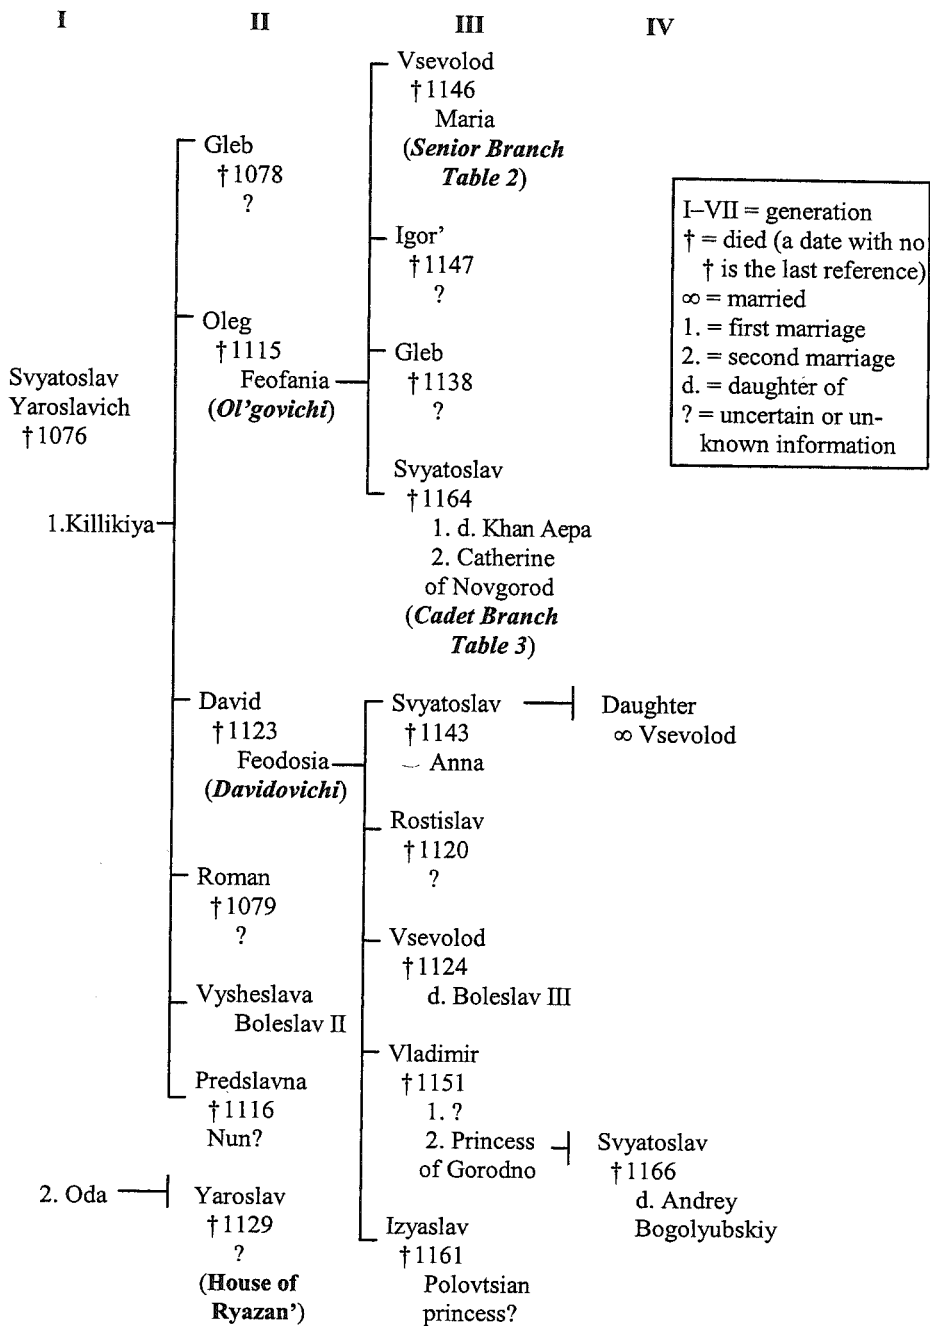 I II III IV
Svyatoslav
Yaroslavich
†1076
1.Killikiya
2. Oda
Gleb
†1078
?
Oleg
†1115
Feofania
(Ol’govichi)
David
†1123
Feodosia
(Davidovichi)
Roman
†1079
?
Vysheslava
Boleslav II
Predslavna
†1116
Nun?
Yaroslav
†1129
?
(House of
Ryazan’)
Vsevolod
†1146
Maria
(Senior Branch
Table 2)
Igor’
†1147
?
Gleb
†1138
?
Svyatoslav
†1164
1. d. Khan Aepa
2. Catherine
of Novgorod
(Cadet Branch
Table 3)
Svyatoslav
†1143
Anna
Rostislav
†1120
?
Vsevolod
†1124
d. Boleslav III
Vladimir
†1151
1. ?
2. Princess
of Gorodno
Izyaslav
†1161
Polovtsian
princess?
Daughter
∞ Vsevolod
Svyatoslav
†1166
d. Andrey
Bogolyubskiy
I–VII = generation
† = died (a date with no
† is the last reference)
∞ = married
1. = first marriage
2. = second marriage
d. = daughter of
? = uncertain or un-
known information